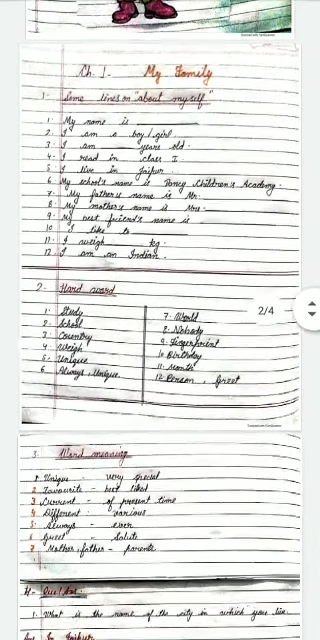 Ch. 1- My Family
1- Some lines on "about my self"
1. My name is
2. I am a boy / girl.
3. I am years old.
4. I read in class I.
5. I live in Jaipur.
6. My school's name is Children's Academy.
7. My father's name is Mr.
8. My mother's name is Mrs.
9. My best friend's name is
10 I like to
11. I weigh kg.
12 I am an Indian.
2- Hard word
1. Study
2. School
3. Country
4 Weigh
5. Unique
6. Always, Unique
7. World
8. Nobody
9. Fingerprint
10. Birthday
11. Month
12. Person, Greet
2/4
3. Word meaning
1 Unique - very special
2 Favourite - best liked
3 Current - of present time
4 Different - various
5. Always - ever
6 Greet - Salute
7 Mother, father - parents
4- Que/Ans-
1. What is the name of the city in which you live.
Ans. In Jaipur